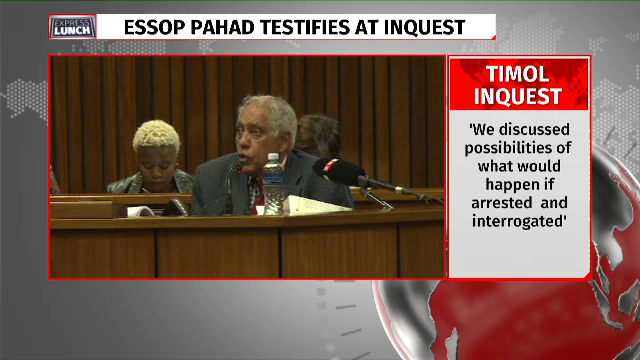 EXPRESS
LUNCH
ESSOP PAHAD TESTIFIES AT INQUEST
TIMOL
INQUEST
'We discussed
possibilities of
what would
happen if
arrested and
interrogated'